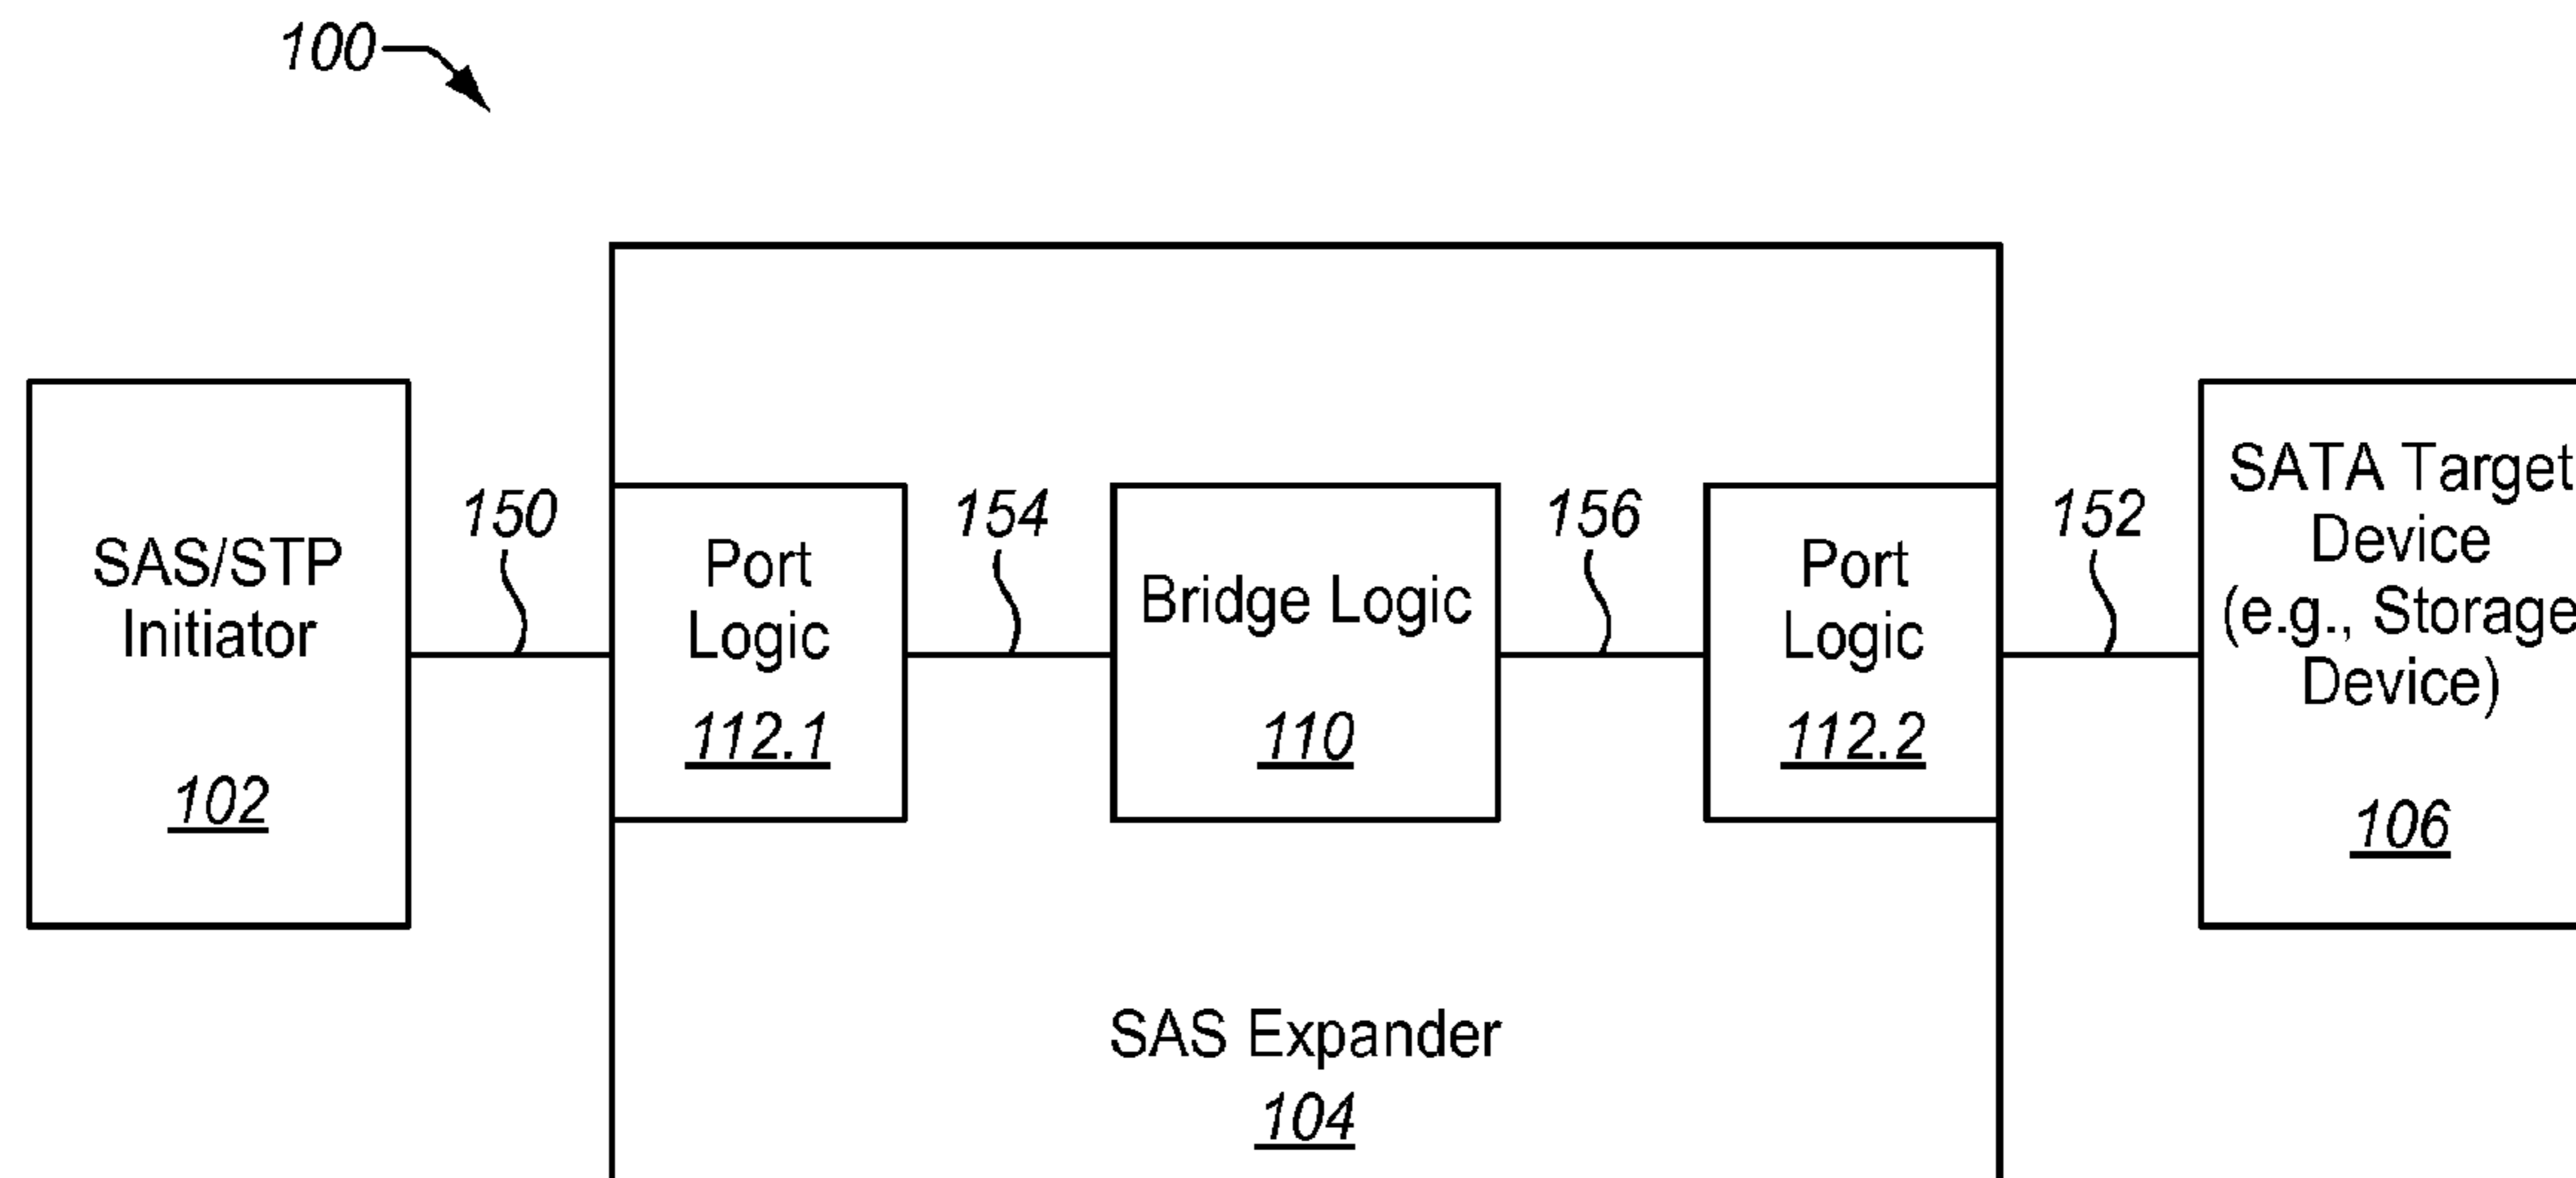 100
SAS/STP
Initiator
102
150
Port
Logic
112.1
154
Bridge Logic
110
156
Port
Logic
112.2
152
SATA Target
Device
(e.g., Storage
Device)
106
SAS Expander
104